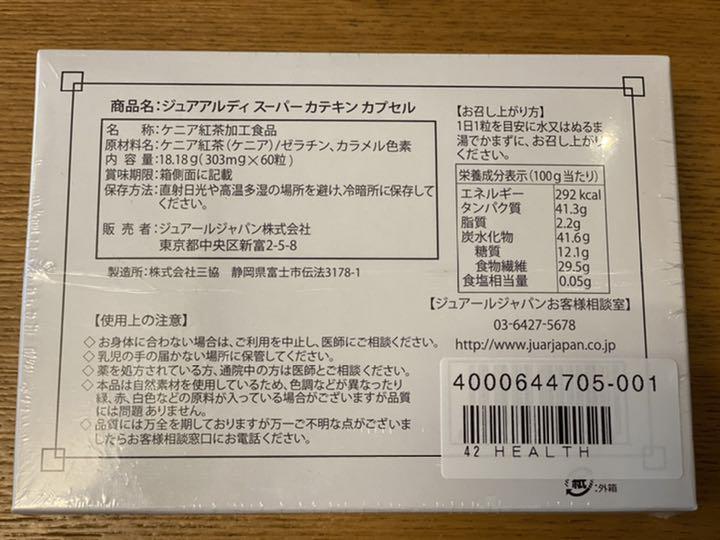 商品名：ジュアアルディ スーパー カテキン カプセル
名 称：ケニア紅茶加工食品
原材料名：ケニア紅茶（ケニア）/ゼラチン、カラメル色素
内 容 量：18.18g（303mg×60粒）
賞味期限：箱側面に記載
保存方法：直射日光や高温多湿の場所を避け、冷暗所に保存して
ください。
販 売 者：ジュアールジャパン株式会社
東京都中央区新富2-5-8
製造所：株式会社三協 静岡県富士市伝法3178-1
【使用上の注意】
◇お身体に合わない場合は、ご利用を中止し、医師にご相談ください。
◇乳児の手の届かない場所に保管してください。
◇薬を処方されている方、通院中の方は医師とご相談ください。
◇本品は自然素材を使用しているため、色調などが異なったり
緑、赤、白色などの原料が入っている場合がございますが品質
には問題ありません。
◇品質には万全を期しておりますが万一ご不明な点がございま
したらお客様相談窓口にお電話ください。
【お召し上がり方】
1日1粒を目安に水又はぬるま
湯でかまずに、お召し上がり
ください。
栄養成分表示（100g当たり）
エネルギー 292 kcal
タンパク質 41.3g
脂質 2.2g
炭水化物 41.6g
糖質 12.1g
食物繊維 29.5g
食塩相当量 0.05g
【ジュアールジャパンお客様相談室】
03-6427-5678
http://www.juarjapan.co.jp
4000644705-001
42 HEALTH
紙：外箱